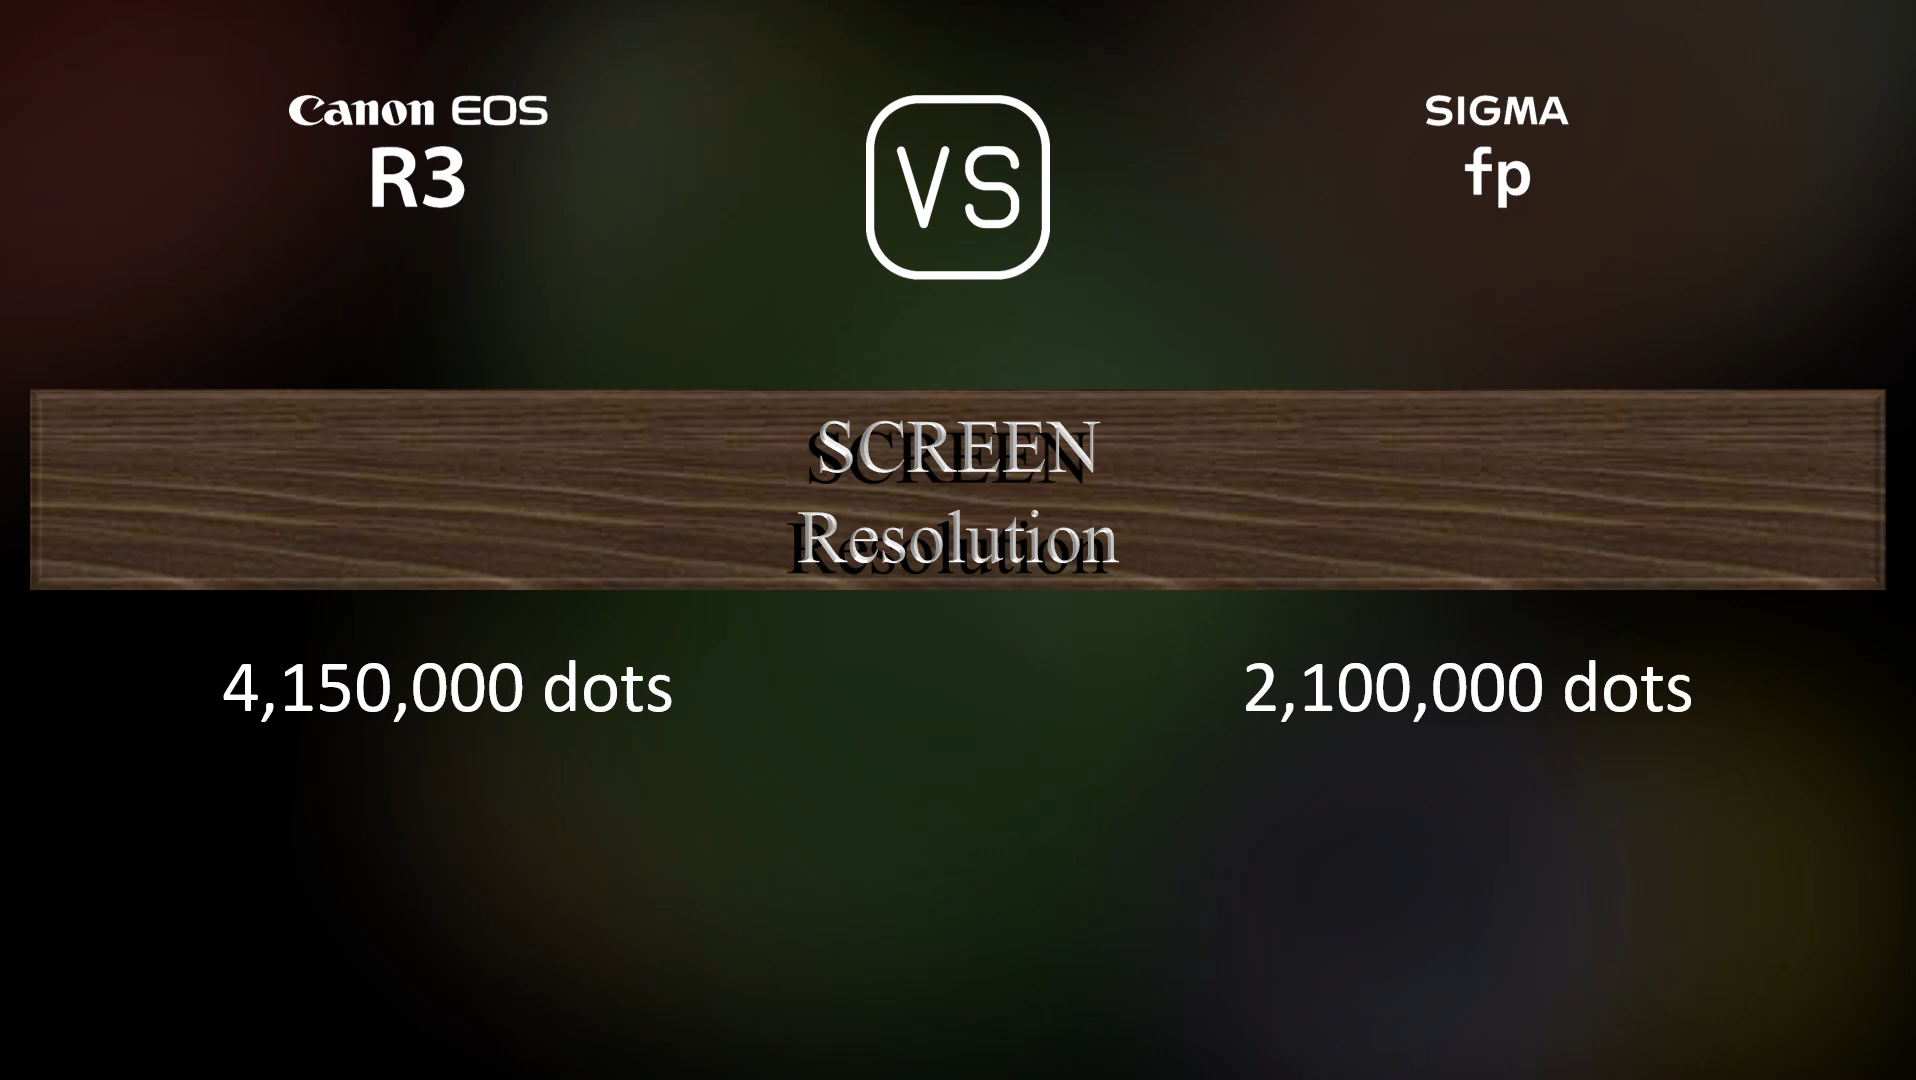 Canon EOS
R3
VS
SIGMA
fp
SCREEN
Resolution
4,150,000 dots
2,100,000 dots